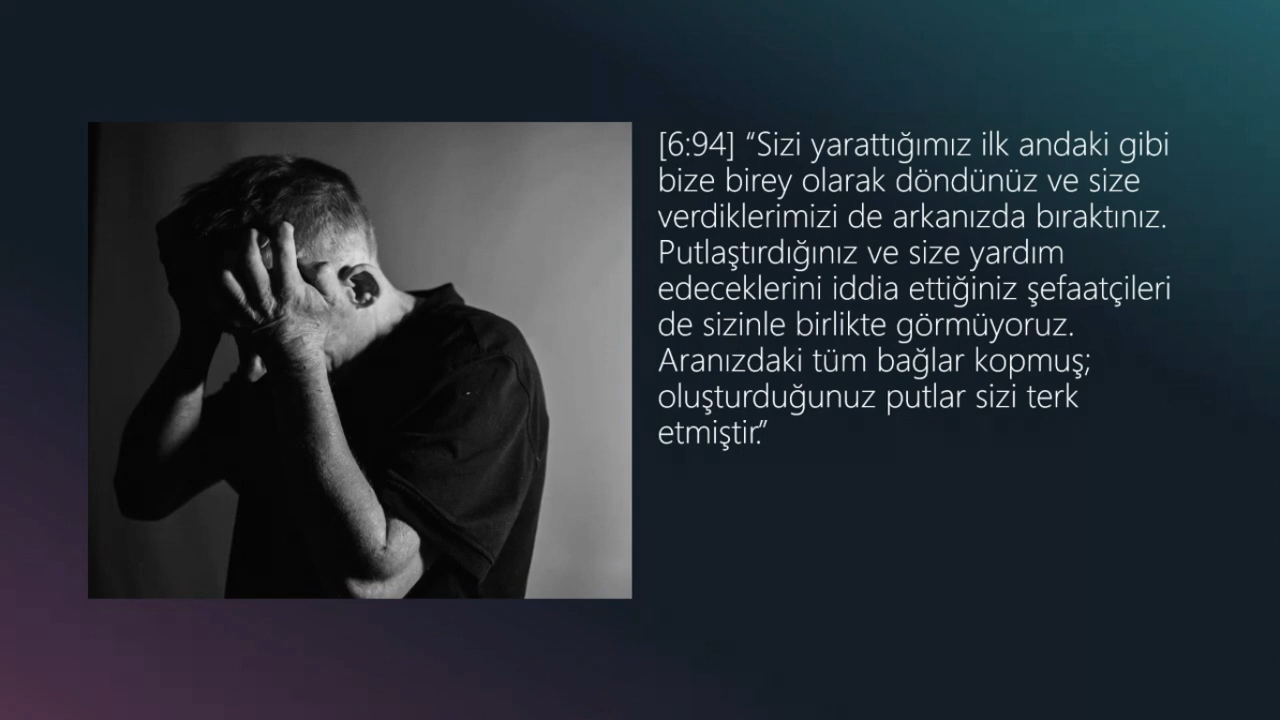 [6:94] “Sizi yarattığımız ilk andaki gibi
bize birey olarak döndünüz ve size
verdiklerimizi de arkanızda bıraktınız.
Putlaştırdığınız ve size yardım
edeceklerini iddia ettiğiniz şefaatçileri
de sizinle birlikte görmüyoruz.
Aranızdaki tüm bağlar kopmuş;
oluşturduğunuz putlar sizi terk
etmiştir.”